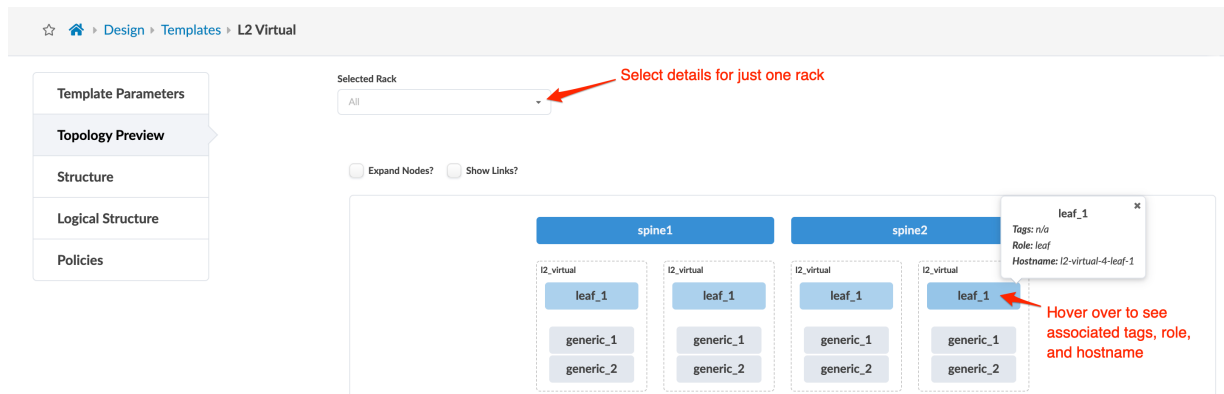 Design Templates L2 Virtual
Template Parameters
Topology Preview
Structure
Logical Structure
Policies
Selected Rack
All
Select details for just one rack
Expand Nodes? Show Links?
spine1 spine2
l2_virtual l2_virtual l2_virtual l2_virtual
leaf_1 leaf_1 leaf_1 leaf_1
generic_1 generic_1 generic_1 generic_1
generic_2 generic_2 generic_2 generic_2
leaf_1
Tags: n/a
Role: leaf
Hostname: l2-virtual-4-leaf-1
Hover over to see
associated tags, role,
and hostname